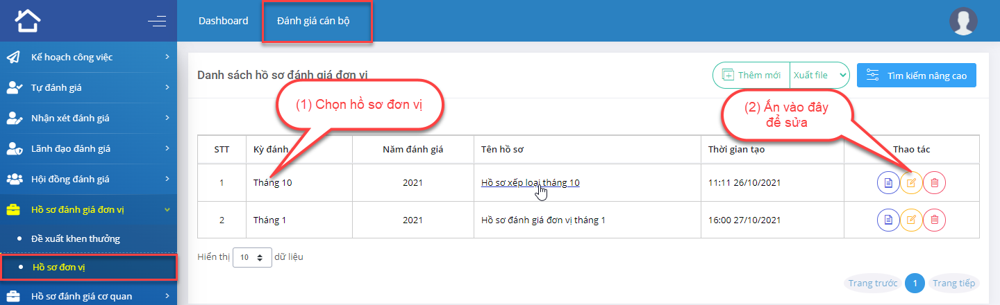 Dashboard
Đánh giá cán bộ
Kế hoạch công việc
Tự đánh giá
Nhận xét đánh giá
Lãnh đạo đánh giá
Hội đồng đánh giá
Hồ sơ đánh giá đơn vị
Đề xuất khen thưởng
Hồ sơ đơn vị
Hồ sơ đánh giá cơ quan
Danh sách hồ sơ đánh giá đơn vị
Thêm mới
Xuất file
Tìm kiếm nâng cao
(1) Chọn hồ sơ đơn vị
(2) Ấn vào đây
để sửa
STT Kỳ đánh Năm đánh giá Tên hồ sơ Thời gian tạo Thao tác
1 Tháng 10 2021 Hồ sơ xếp loại tháng 10 11:11 26/10/2021
2 Tháng 1 2021 Hồ sơ đánh giá đơn vị tháng 1 16:00 27/10/2021
Hiển thị 10 dữ liệu
Trang trước 1 Trang tiếp